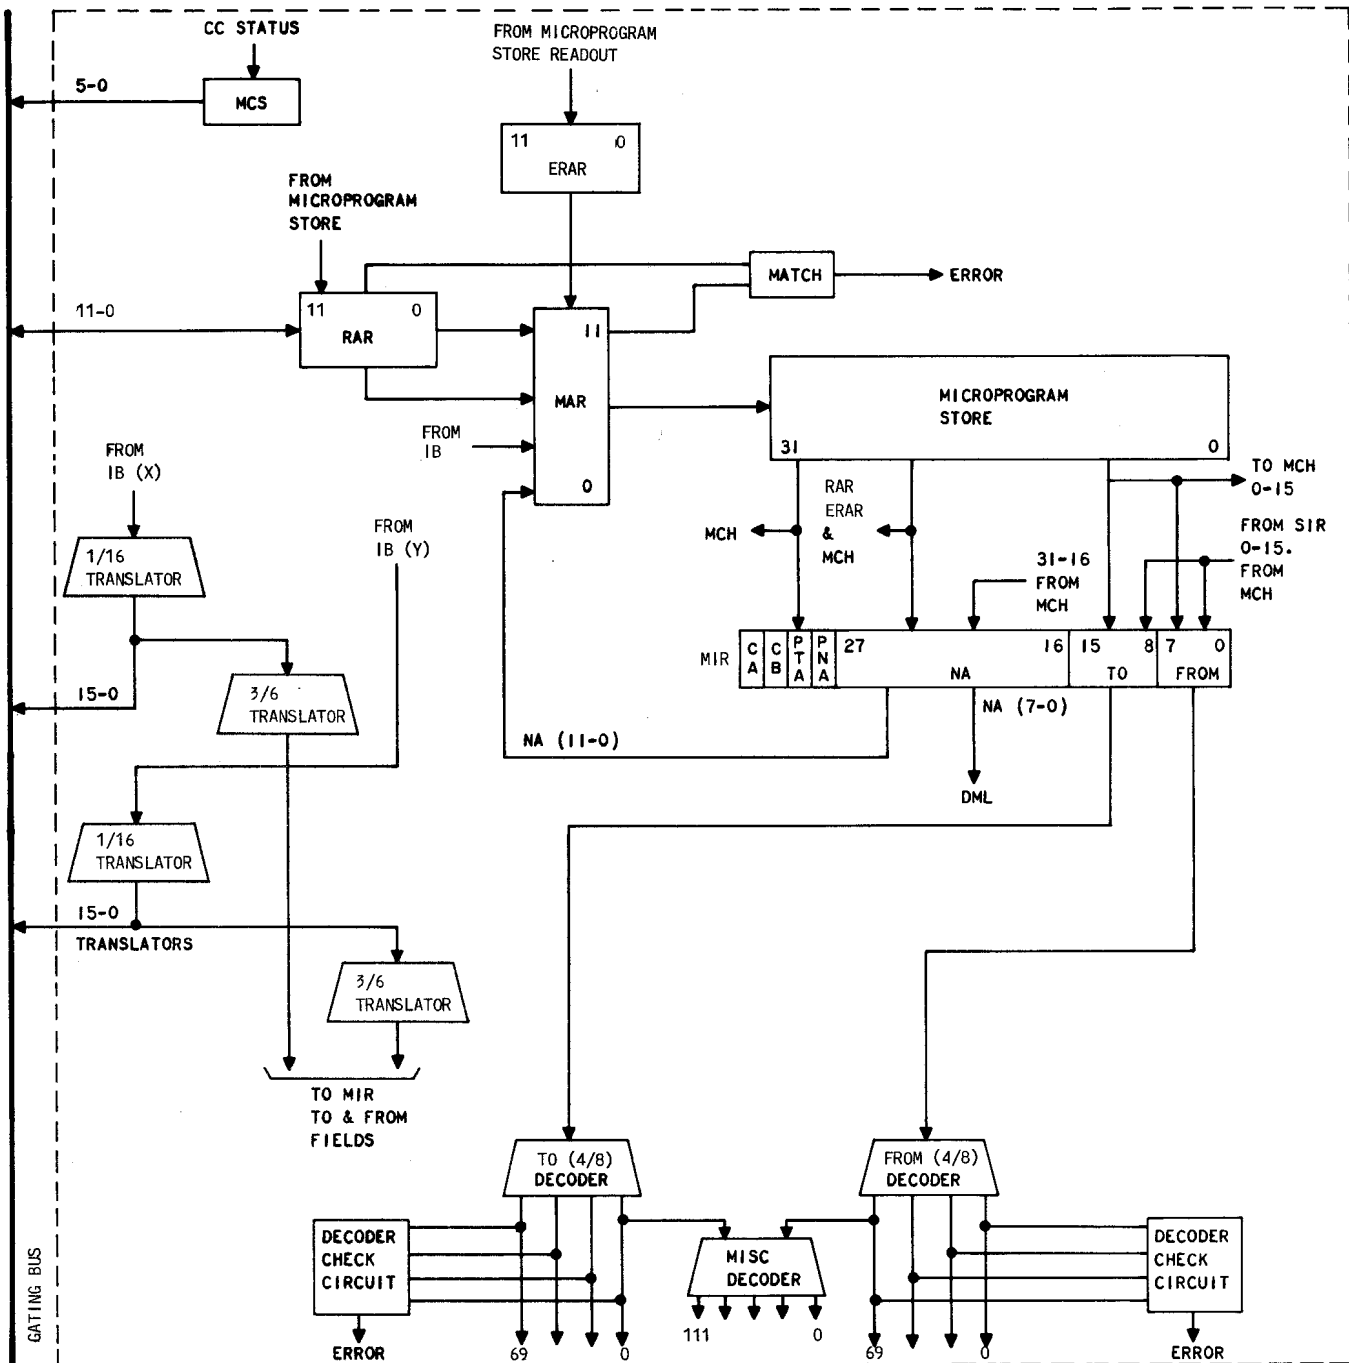 CC STATUS
FROM MICROPROGRAM
STORE READOUT
5-0
MCS
11 0
ERAR
FROM
MICROPROGRAM
STORE
MATCH
ERROR
11-0
11 0
RAR
11
MAR
0
FROM
IB
MICROPROGRAM
STORE
31 0
FROM
IB (X)
FROM
IB (Y)
1/16
TRANSLATOR
MCH
RAR
ERAR
&
MCH
TO MCH
0-15
FROM SIR
0-15.
FROM
MCH
31-16
FROM
MCH
MIR
CA
CB
PTA
PNA
27 16
NA
15 8
TO
7 0
FROM
15-0
3/6
TRANSLATOR
NA (11-0)
NA (7-0)
DML
1/16
TRANSLATOR
15-0
TRANSLATORS
3/6
TRANSLATOR
TO MIR
TO & FROM
FIELDS
TO (4/8)
DECODER
FROM (4/8)
DECODER
DECODER
CHECK
CIRCUIT
MISC
DECODER
DECODER
CHECK
CIRCUIT
111 0
ERROR
69 0
69 0
ERROR
GATING BUS